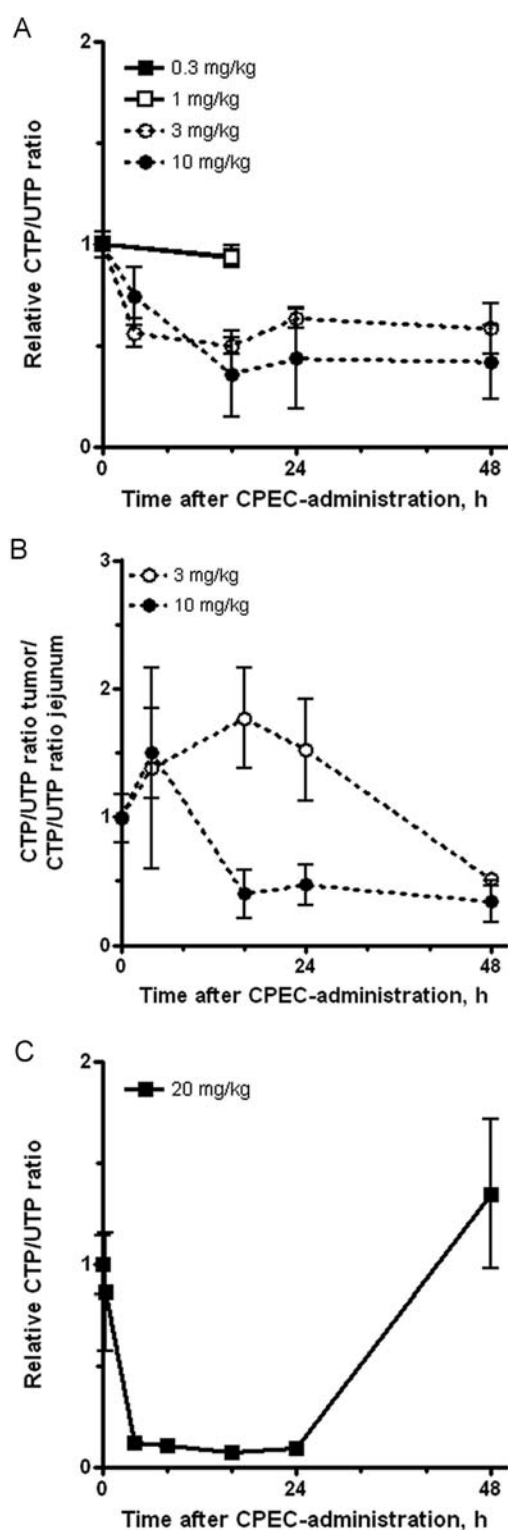 A
2
0.3 mg/kg
1 mg/kg
3 mg/kg
10 mg/kg
Relative CTP/UTP ratio
1
0
0
24
48
Time after CPEC-administration, h
B
3
3 mg/kg
10 mg/kg
CTP/UTP ratio tumor/
CTP/UTP ratio jejunum
2
1
0
0
24
48
Time after CPEC-administration, h
C
2
20 mg/kg
Relative CTP/UTP ratio
1
0
0
24
48
Time after CPEC-administration, h